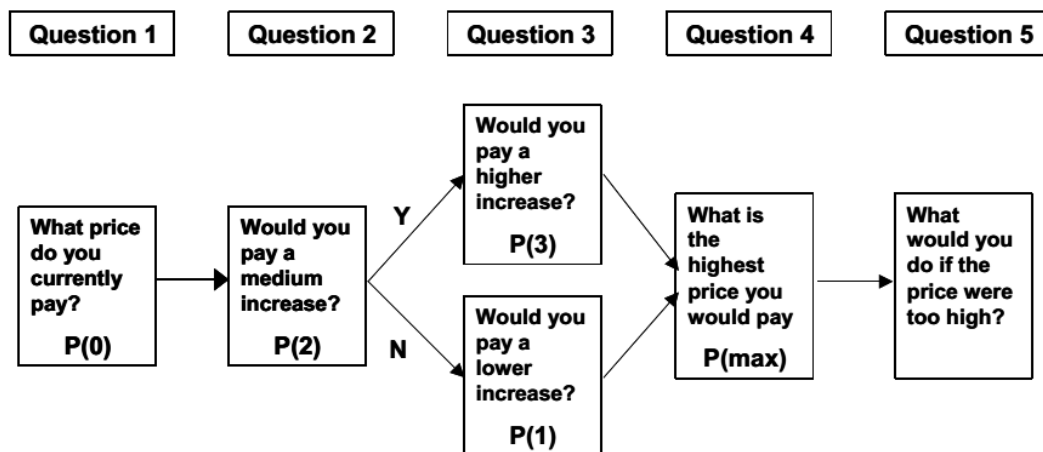 Question 1
Question 2
Question 3
Question 4
Question 5
What price
do you
currently
pay?
P(0)
Would you
pay a
medium
increase?
P(2)
Y
N
Would you
pay a
higher
increase?
P(3)
Would you
pay a
lower
increase?
P(1)
What is
the
highest
price you
would pay
P(max)
What
would you
do if the
price were
too high?